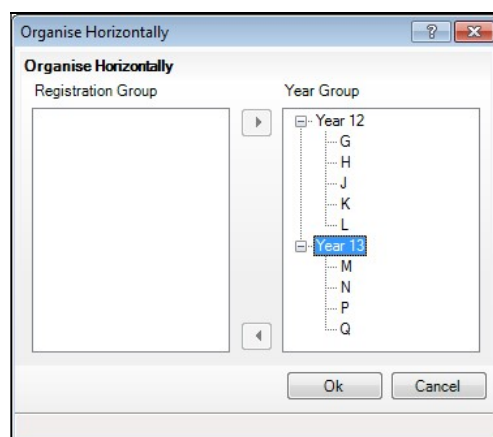 Organise Horizontally
?
Organise Horizontally
Registration Group
Year Group
Year 12
G
H
J
K
L
Year 13
M
N
P
Q
Ok
Cancel